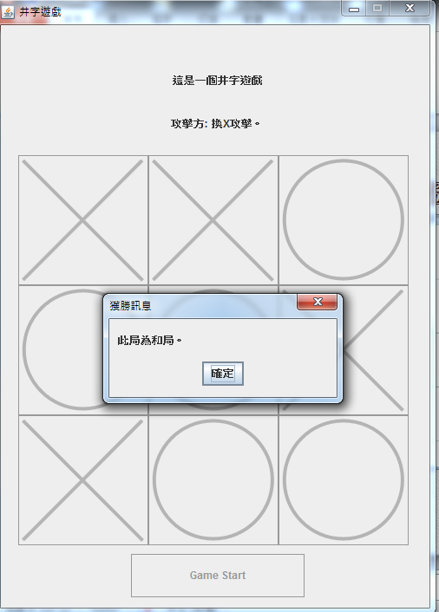 井字遊戲
這是一個井字遊戲
攻擊方: 換X攻擊。
獲勝訊息
此局為和局。
確定
Game Start